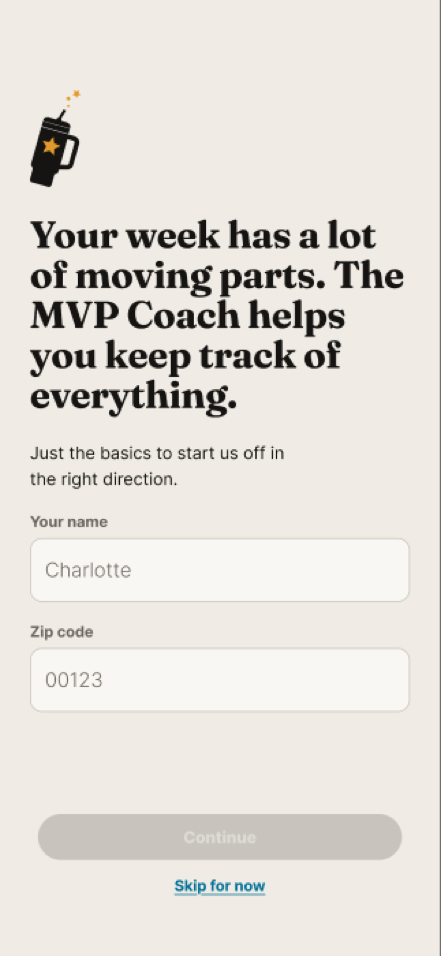 Your week has a lot
of moving parts. The
MVP Coach helps
you keep track of
everything.
Just the basics to start us off in
the right direction.
Your name
Charlotte
Zip code
00123
Continue
Skip for now